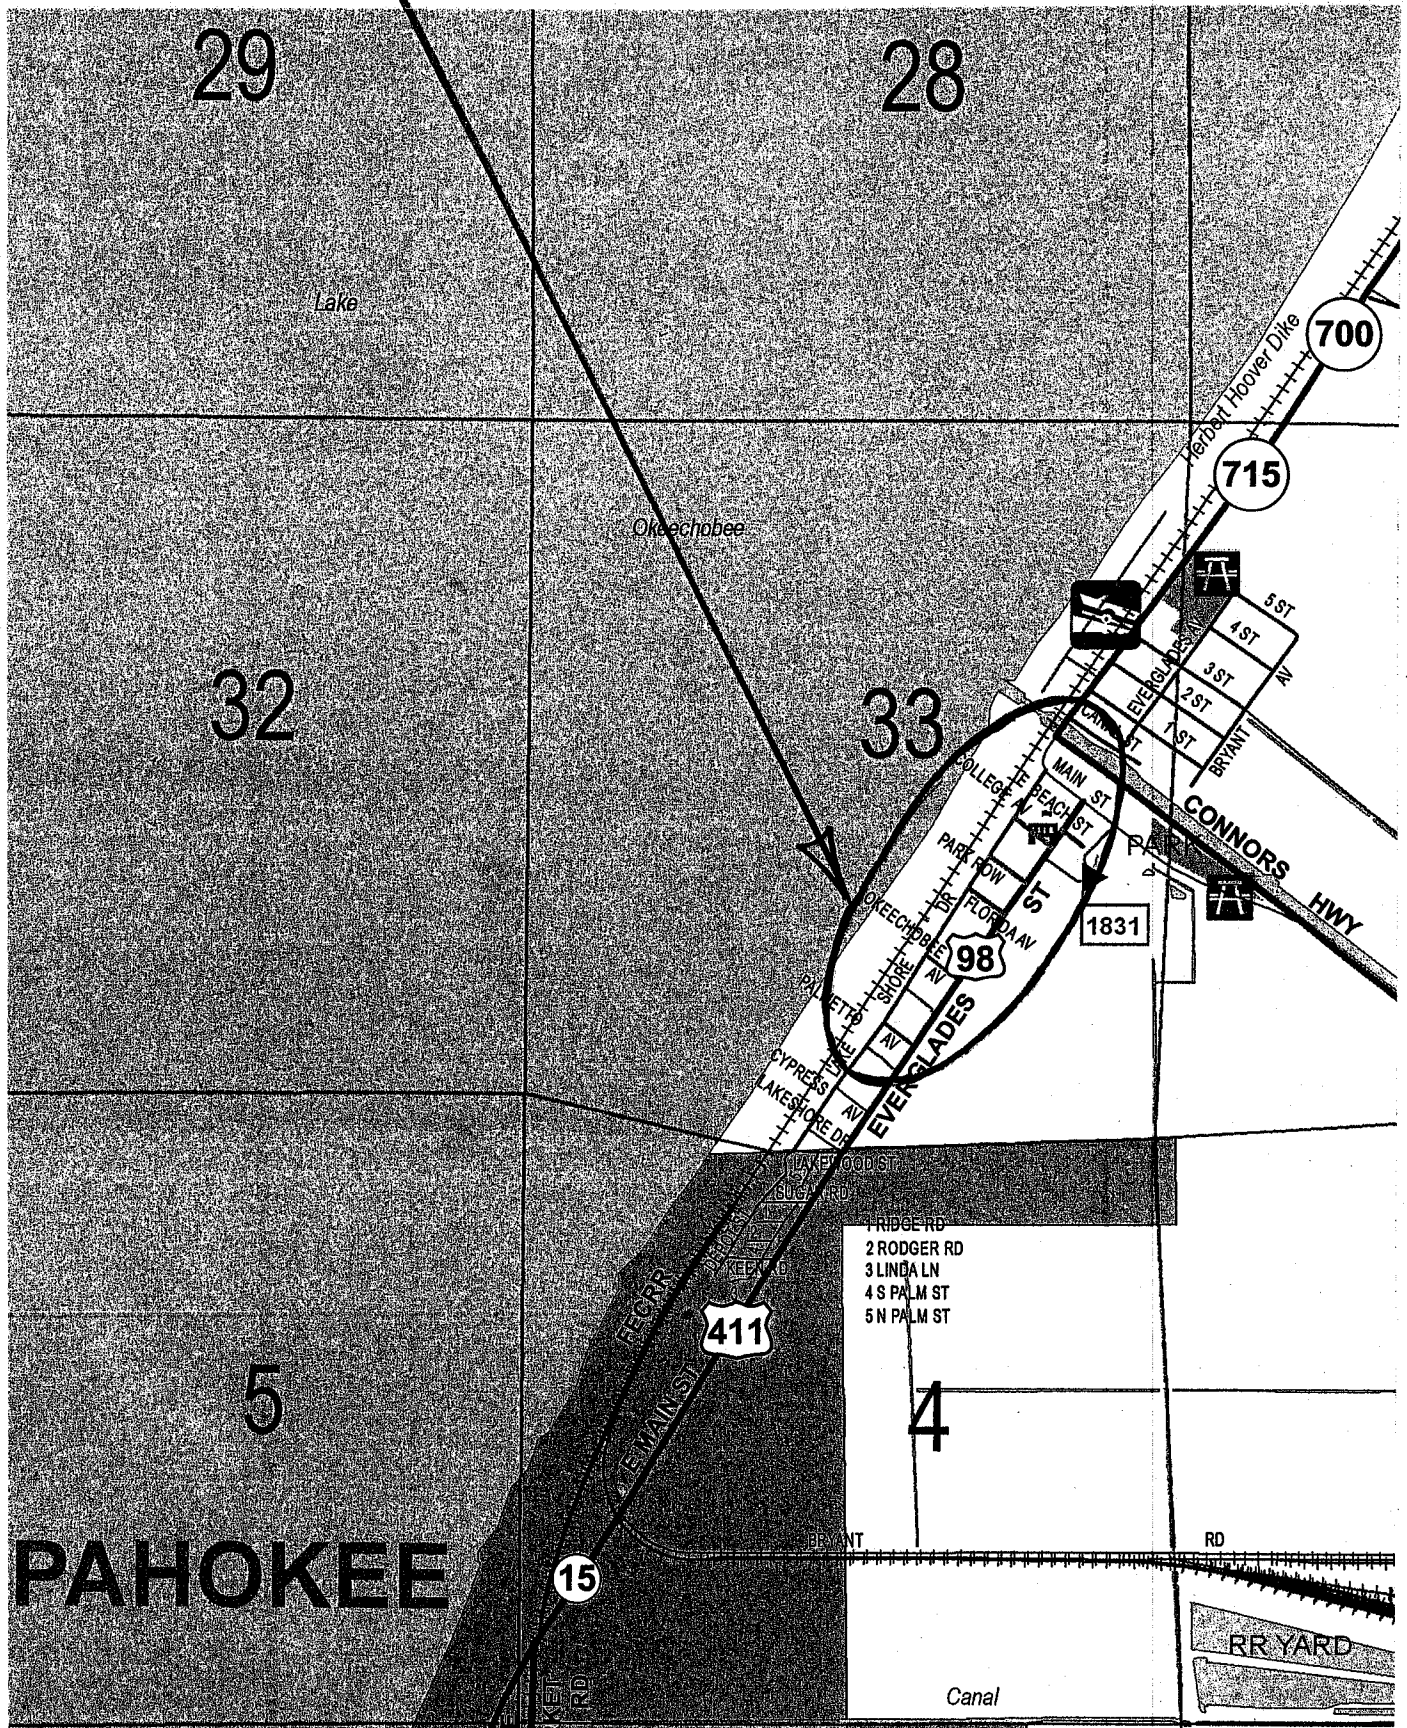 29
28
Lake
700
Herbert Hoover Dike
715
Okeechobee
5 ST
4 ST
3 ST
AV
2 ST
EVERGLADES AV
CANAL ST
1 ST
BRYANT
32
33
MAIN ST
COLLEGE AV
E BEACH ST
CONNORS HWY
PARK
PARK ROW
ST
FLORIDA AV
1831
OKEECHOBEE AV
98
DR
SHORE
LAKE
PALMETTO AV
EVERGLADES
CYPRESS AV
LAKESHORE DR
LAKEWOOD ST
SUGAR RD
1 RIDGE RD
2 RODGER RD
3 LINDA LN
4 S PALM ST
5 N PALM ST
FECRR
411
E MAIN ST
5
4
PAHOKEE
BRYANT RD
15
RR YARD
RD
Canal